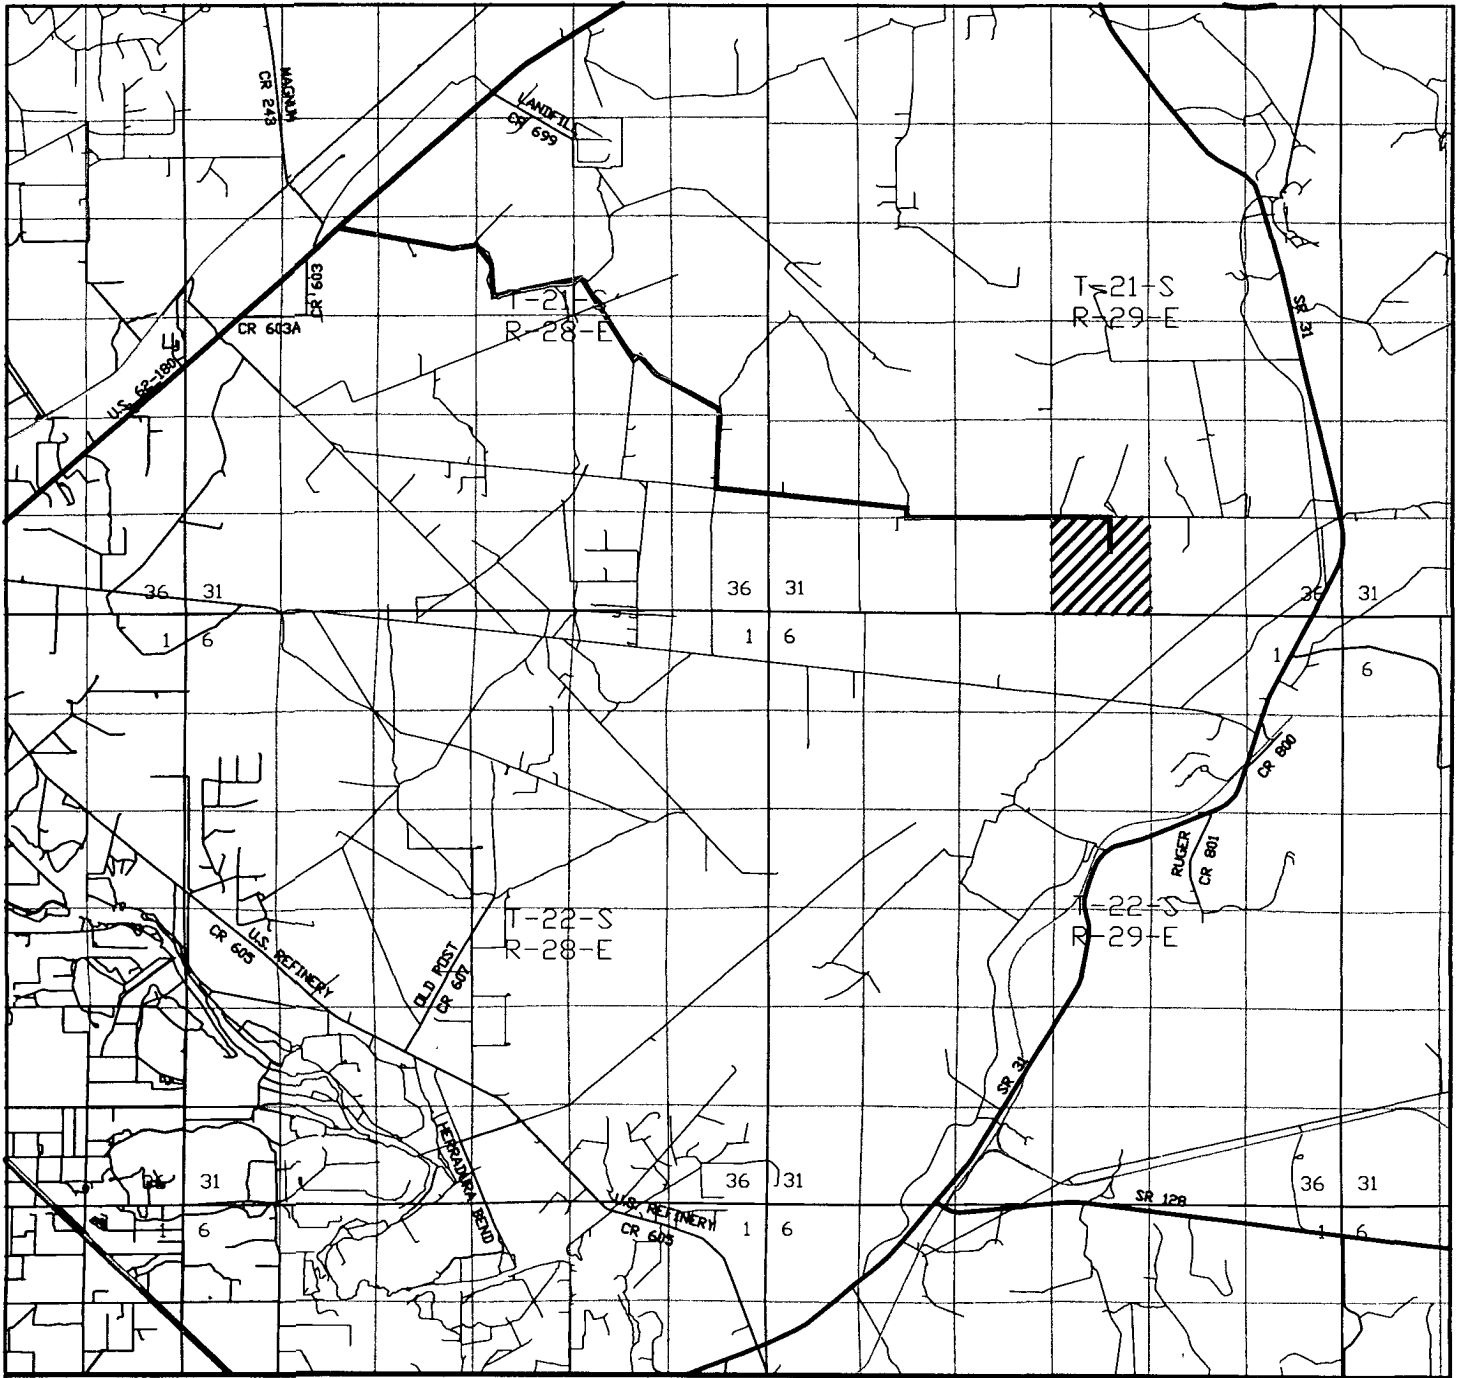 1 6
MAGNUM
CR 243
LANDFILL
CR 699
CR 603
CR 603A
U.S. 62-180
T-21-S
R-28-E
T-21-S
R-29-E
SR 31
36 31
36 31
36 31
1 6
1 6
1 6
CR 800
RUGER
CR 801
T-22-S
R-28-E
T-22-S
R-29-E
U.S. REFINERY
CR 605
OLD POST
CR 607
SR 31
HERRADURA BEND
31
36 31
36 31
U.S. REFINERY
CR 605
SR 128
1 6
1 6
1 6